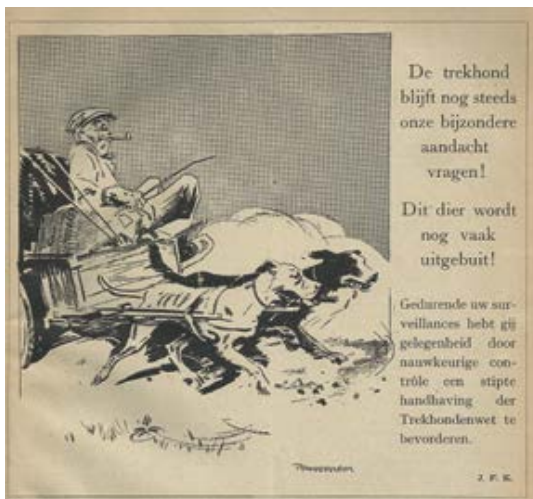 De trekhond
blijft nog steeds
onze bijzondere
aandacht
vragen!
Dit dier wordt
nog vaak
uitgebuit!
Gedurende uw sur-
veillances hebt gij
gelegenheid door
nauwkeurige con-
trôle een stipte
handhaving der
Trekhondenwet te
bevorderen.
J. F. K.